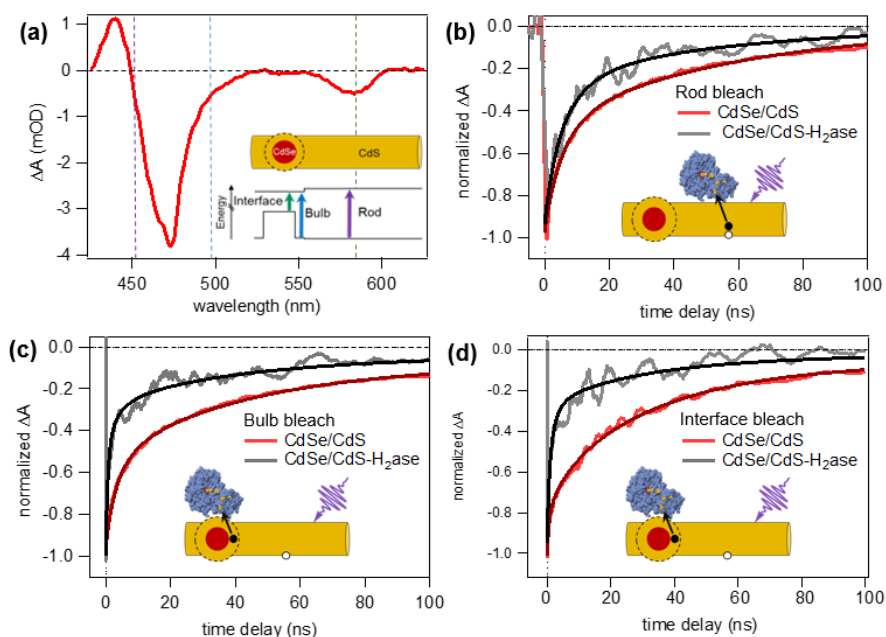 (a)
1
0
-1
-2
-3
-4
ΔA (mOD)
CdSe
CdS
Energy
Interface
Bulb
Rod
450
500
550
600
wavelength (nm)
(b)
0.0
-0.2
-0.4
-0.6
-0.8
-1.0
normalized ΔA
Rod bleach
CdSe/CdS
CdSe/CdS-H₂ase
0
20
40
60
80
100
time delay (ns)
(c)
0.0
-0.2
-0.4
-0.6
-0.8
-1.0
normalized ΔA
Bulb bleach
CdSe/CdS
CdSe/CdS-H₂ase
0
20
40
60
80
100
time delay (ns)
(d)
0.0
-0.2
-0.4
-0.6
-0.8
-1.0
normalized ΔA
Interface bleach
CdSe/CdS
CdSe/CdS-H₂ase
0
20
40
60
80
100
time delay (ns)